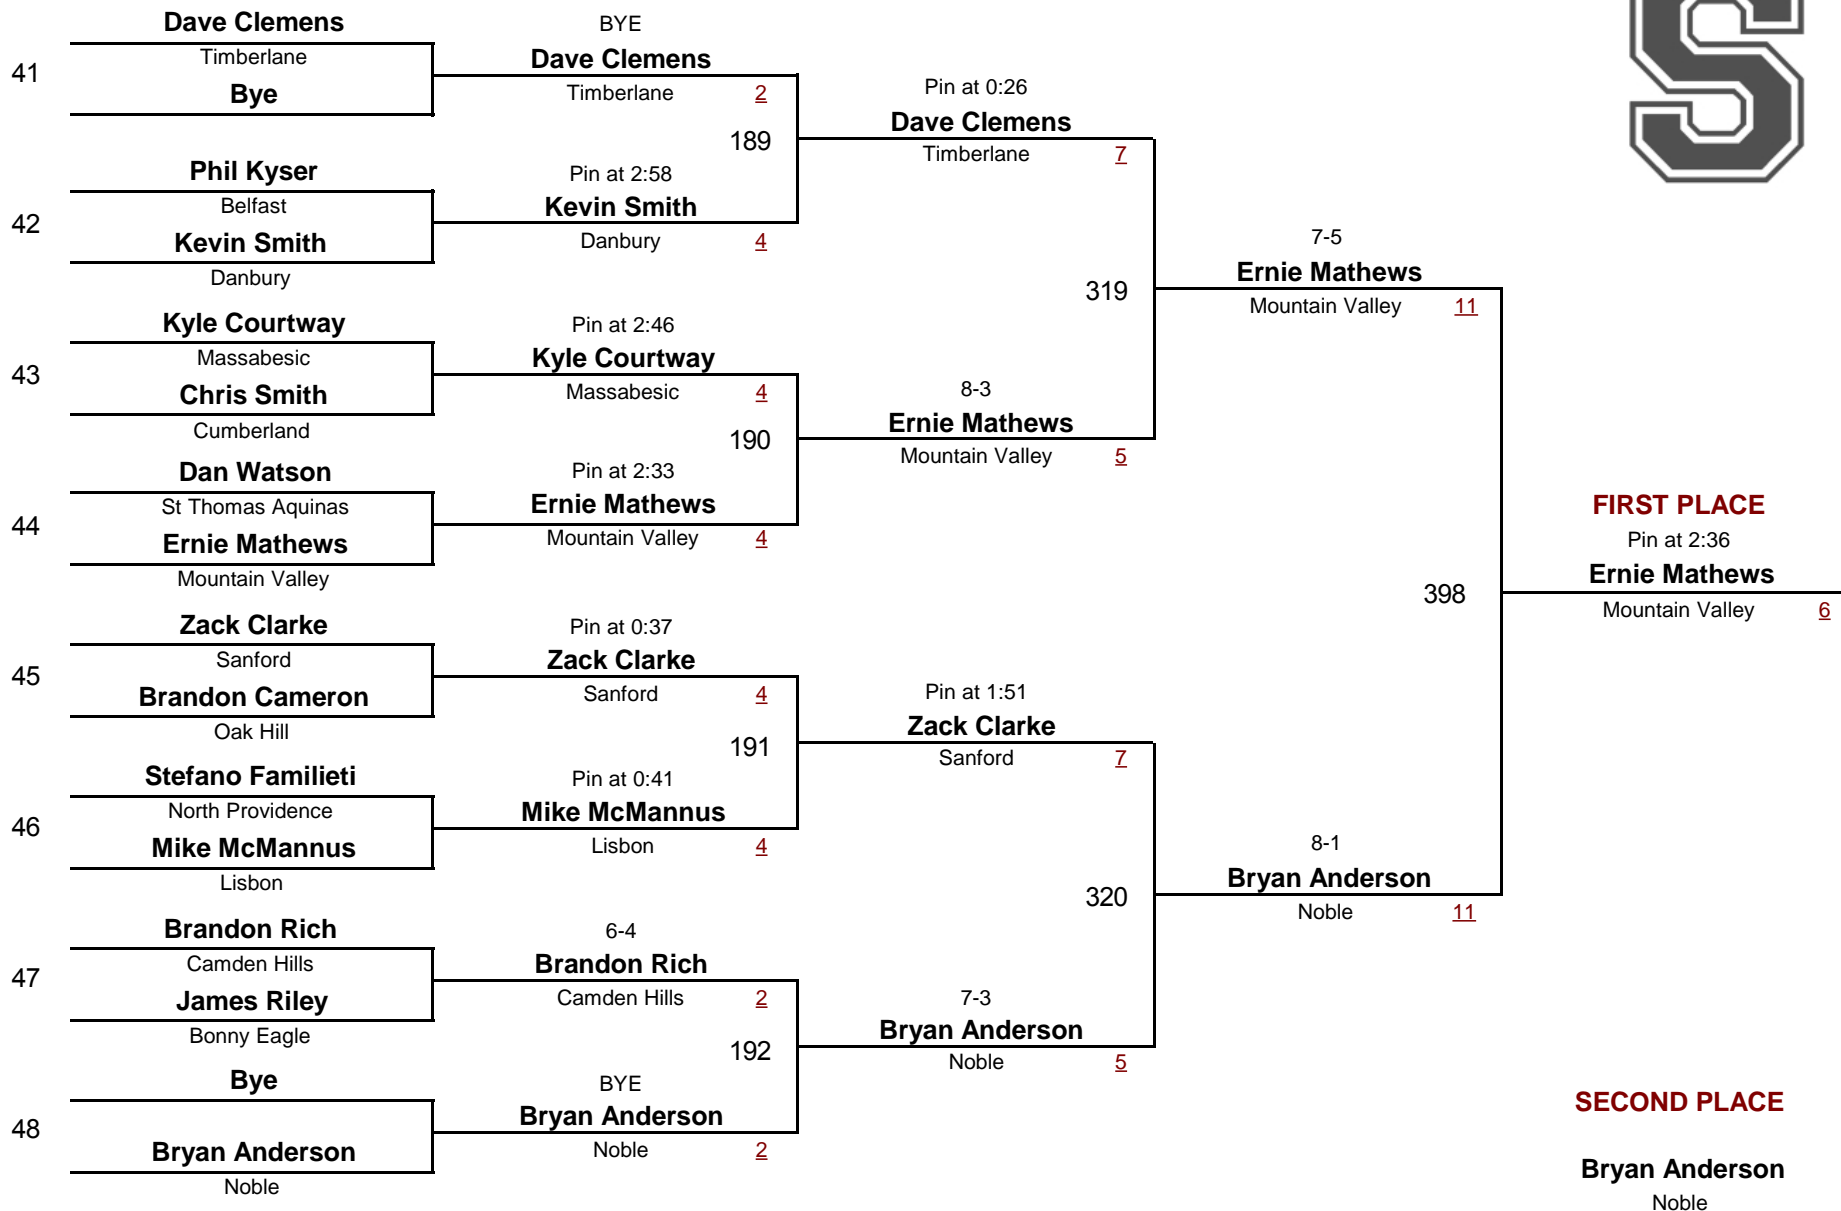 Dave Clemens
Timberlane
41
Bye
Phil Kyser
Belfast
42
Kevin Smith
Danbury
Kyle Courtway
Massabesic
43
Chris Smith
Cumberland
Dan Watson
St Thomas Aquinas
44
Ernie Mathews
Mountain Valley
Zack Clarke
Sanford
45
Brandon Cameron
Oak Hill
Stefano Familieti
North Providence
46
Mike McMannus
Lisbon
Brandon Rich
Camden Hills
47
James Riley
Bonny Eagle
Bye
48
Bryan Anderson
Noble
BYE
Dave Clemens
Timberlane 2
189
Pin at 2:58
Kevin Smith
Danbury 4
Pin at 2:46
Kyle Courtway
Massabesic 4
190
Pin at 2:33
Ernie Mathews
Mountain Valley 4
Pin at 0:37
Zack Clarke
Sanford 4
191
Pin at 0:41
Mike McMannus
Lisbon 4
6-4
Brandon Rich
Camden Hills 2
192
BYE
Bryan Anderson
Noble 2
Pin at 0:26
Dave Clemens
Timberlane 7
319
8-3
Ernie Mathews
Mountain Valley 5
Pin at 1:51
Zack Clarke
Sanford 7
320
7-3
Bryan Anderson
Noble 5
7-5
Ernie Mathews
Mountain Valley 11
398
8-1
Bryan Anderson
Noble 11
S
FIRST PLACE
Pin at 2:36
Ernie Mathews
Mountain Valley 6
SECOND PLACE
Bryan Anderson
Noble